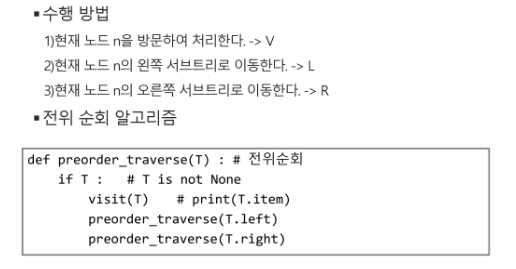 ▪수행 방법
1)현재 노드 n을 방문하여 처리한다. -> V
2)현재 노드 n의 왼쪽 서브트리로 이동한다. -> L
3)현재 노드 n의 오른쪽 서브트리로 이동한다. -> R
▪전위 순회 알고리즘
def preorder_traverse(T) : # 전위순회
    if T :   # T is not None
        visit(T)   # print(T.item)
        preorder_traverse(T.left)
        preorder_traverse(T.right)